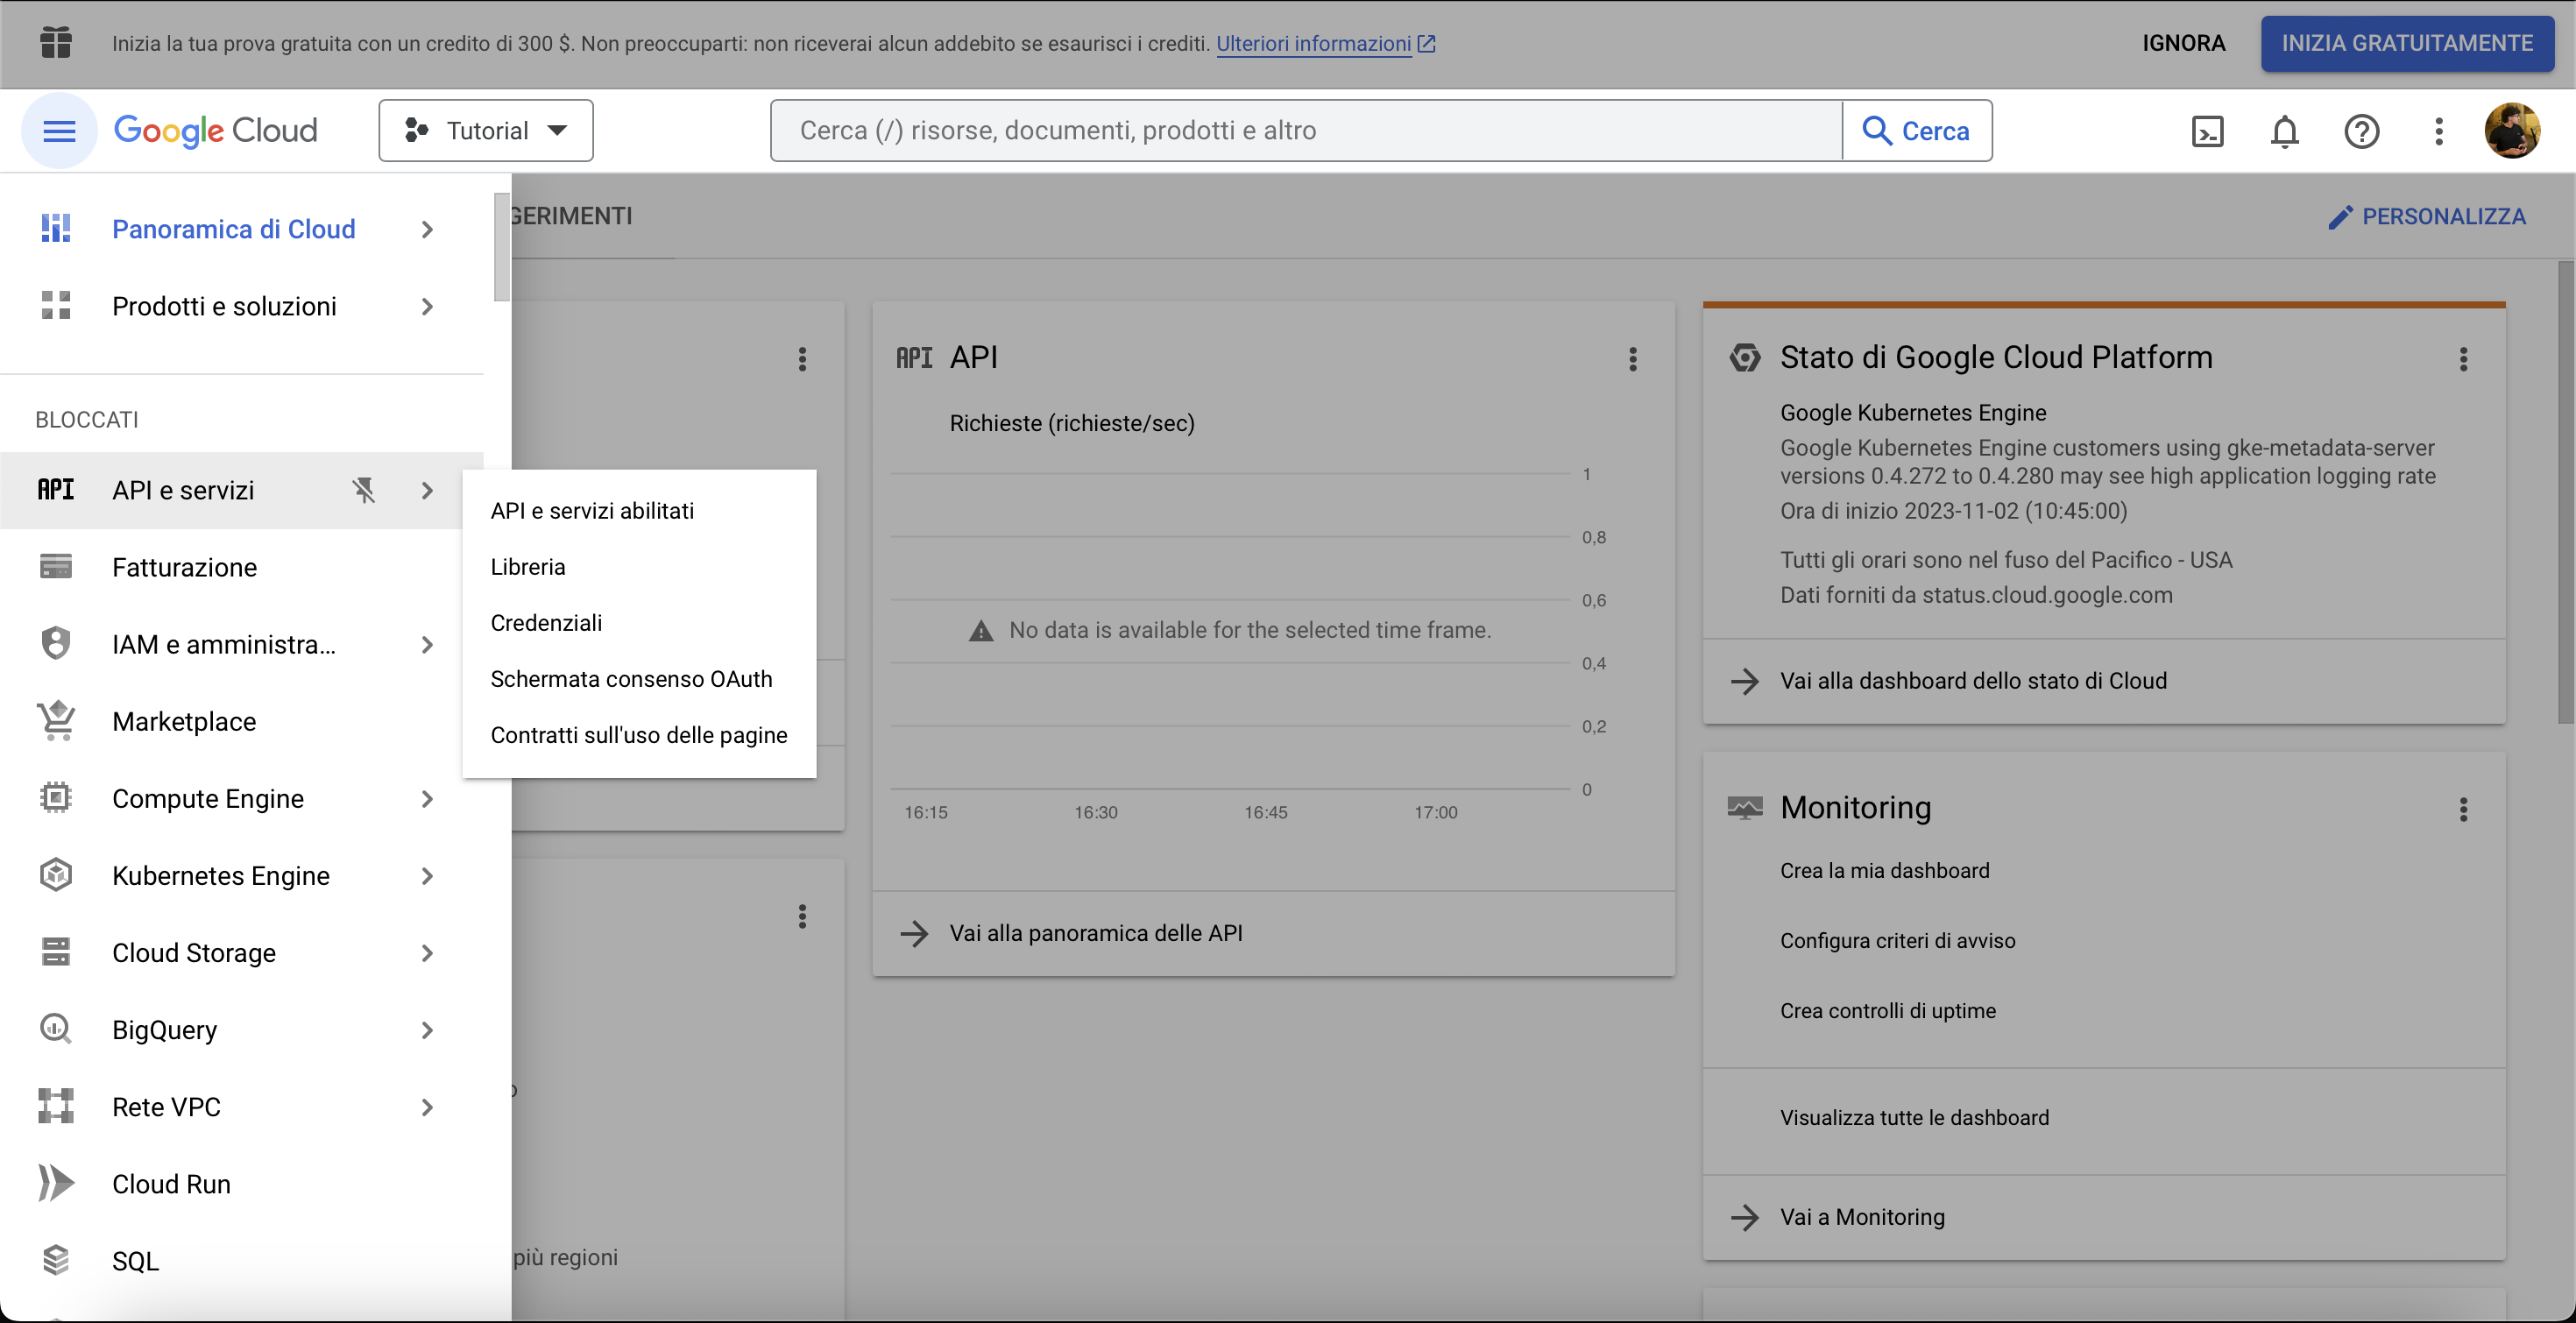 Inizia la tua prova gratuita con un credito di 300 $. Non preoccuparti: non riceverai alcun addebito se esaurisci i crediti. Ulteriori informazioni
IGNORA
INIZIA GRATUITAMENTE
Google Cloud
Tutorial
Cerca (/) risorse, documenti, prodotti e altro
Cerca
Panoramica di Cloud
Prodotti e soluzioni
BLOCCATI
API API e servizi
Fatturazione
IAM e amministra...
Marketplace
Compute Engine
Kubernetes Engine
Cloud Storage
BigQuery
Rete VPC
Cloud Run
SQL
API e servizi abilitati
Libreria
Credenziali
Schermata consenso OAuth
Contratti sull'uso delle pagine
GERIMENTI
PERSONALIZZA
più regioni
API API
Richieste (richieste/sec)
1
0,8
0,6
No data is available for the selected time frame.
0,4
0,2
0
16:15 16:30 16:45 17:00
Vai alla panoramica delle API
Stato di Google Cloud Platform
Google Kubernetes Engine
Google Kubernetes Engine customers using gke-metadata-server
versions 0.4.272 to 0.4.280 may see high application logging rate
Ora di inizio 2023-11-02 (10:45:00)
Tutti gli orari sono nel fuso del Pacifico - USA
Dati forniti da status.cloud.google.com
Vai alla dashboard dello stato di Cloud
Monitoring
Crea la mia dashboard
Configura criteri di avviso
Crea controlli di uptime
Visualizza tutte le dashboard
Vai a Monitoring